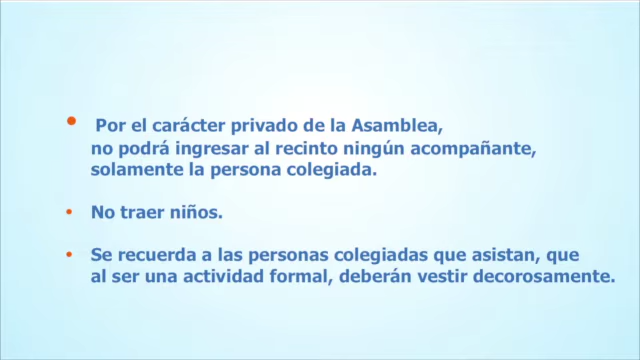 • Por el carácter privado de la Asamblea,
no podrá ingresar al recinto ningún acompañante,
solamente la persona colegiada.
• No traer niños.
• Se recuerda a las personas colegiadas que asistan, que
al ser una actividad formal, deberán vestir decorosamente.